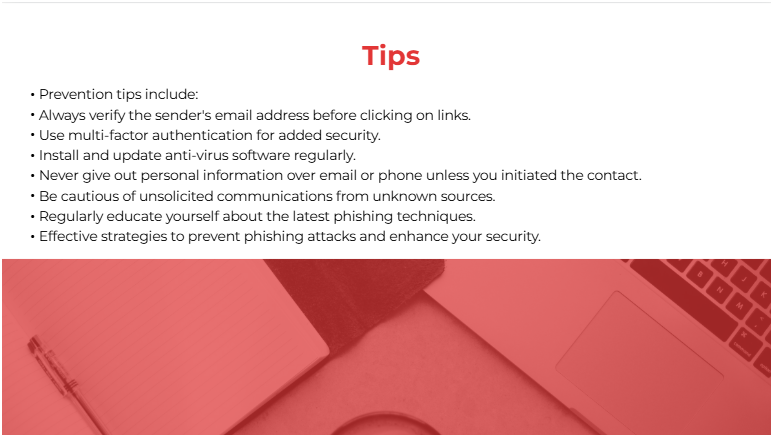 Tips
• Prevention tips include:
• Always verify the sender's email address before clicking on links.
• Use multi-factor authentication for added security.
• Install and update anti-virus software regularly.
• Never give out personal information over email or phone unless you initiated the contact.
• Be cautious of unsolicited communications from unknown sources.
• Regularly educate yourself about the latest phishing techniques.
• Effective strategies to prevent phishing attacks and enhance your security.